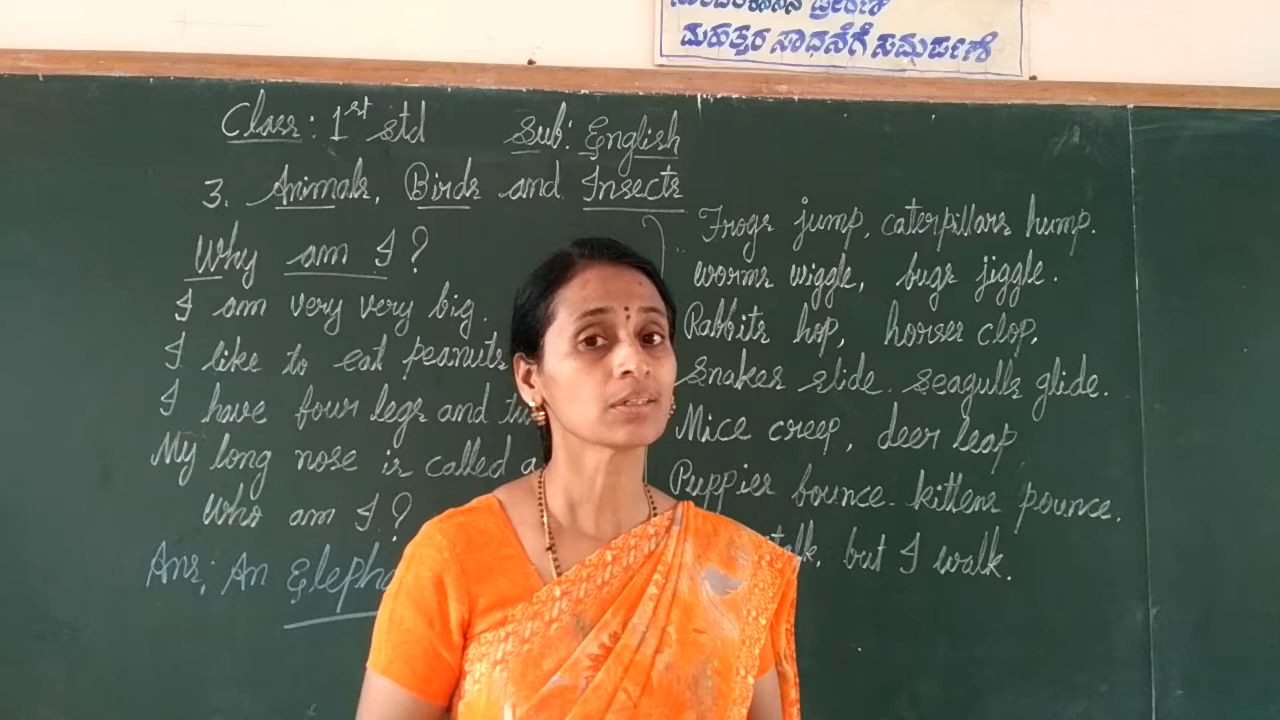 ಮಹತ್ತರ ಸಾಧನೆಗೆ ಸಮರ್ಪಣೆ
Class: 1st std Sub: English
3. Animals, Birds and Insects
Why am I?
I am very very big.
I like to eat peanuts
I have four legs and
My long nose is called a
Who am I?
Ans: An Elepha
Frogs jump, caterpillars hump.
worms wiggle, bugs jiggle.
Rabbits hop, horses clop.
Snakes slide. Seagulls glide.
Mice creep, deer leap
Puppies bounce. kittens pounce.
but I walk.